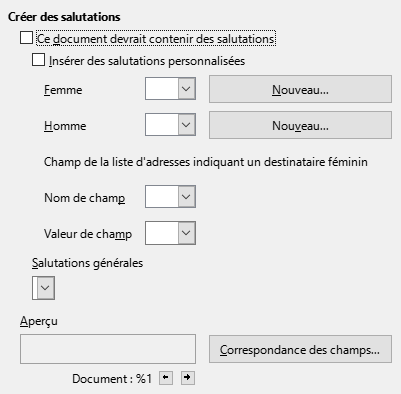 Créer des salutations
Ce document devrait contenir des salutations
Insérer des salutations personnalisées
Femme Nouveau...
Homme Nouveau...
Champ de la liste d'adresses indiquant un destinataire féminin
Nom de champ
Valeur de champ
Salutations générales
Aperçu
Correspondance des champs...
Document : %1